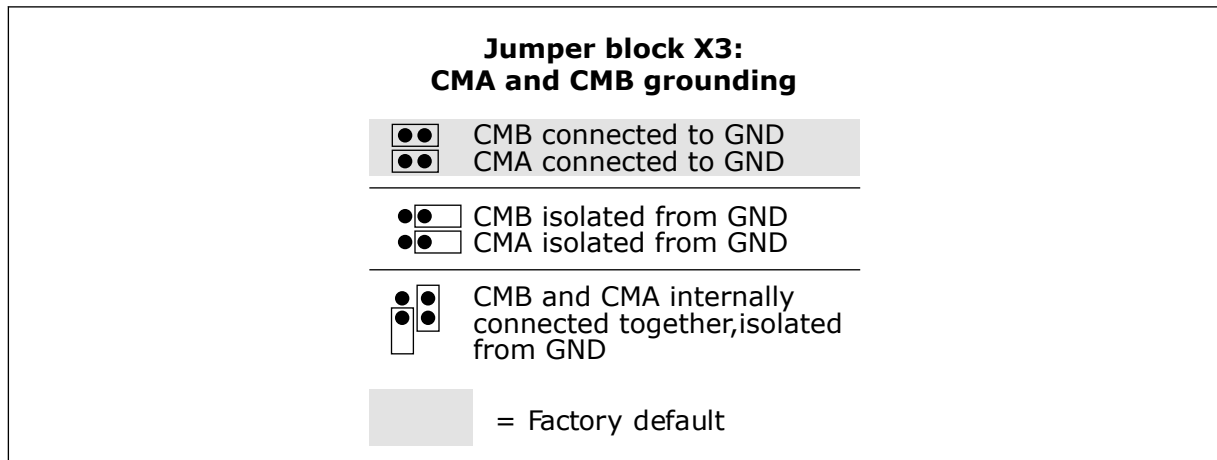 Jumper block X3:
CMA and CMB grounding
CMB connected to GND
CMA connected to GND
CMB isolated from GND
CMA isolated from GND
CMB and CMA internally
connected together,isolated
from GND
= Factory default